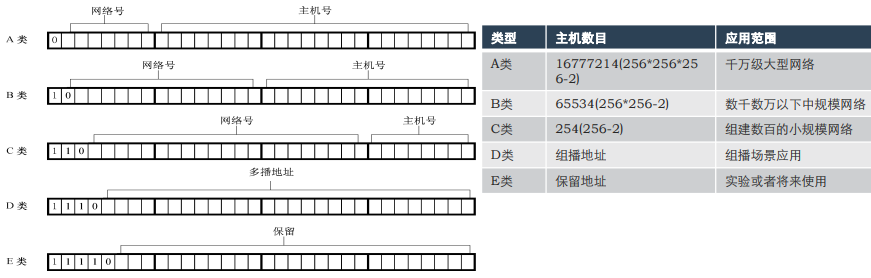 网络号 主机号
A 类 0
网络号 主机号
B 类 1 0
网络号 主机号
C 类 1 1 0
多播地址
D 类 1 1 1 0
保留
E 类 1 1 1 1 0
类型 主机数目 应用范围
A类 16777214(256*256*25
6-2) 千万级大型网络
B类 65534(256*256-2) 数千数万以下中规模网络
C类 254(256-2) 组建数百的小规模网络
D类 组播地址 组播场景应用
E类 保留地址 实验或者将来使用